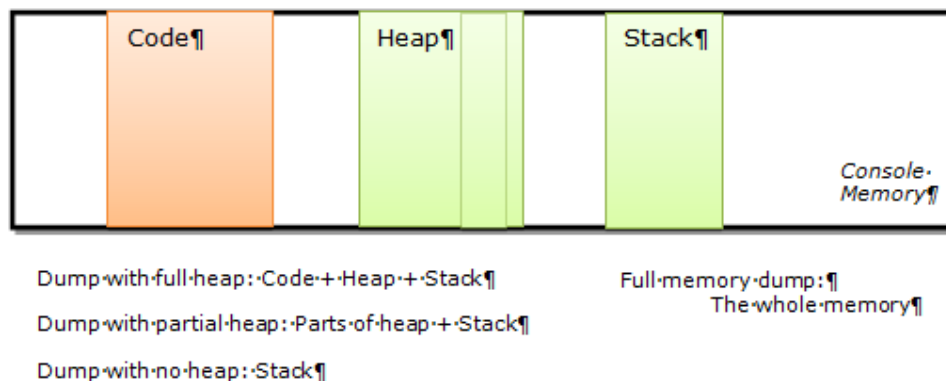 Code¶
Heap¶
Stack¶
Console·
Memory¶
Dump·with·full·heap:·Code·+·Heap·+·Stack¶
Full·memory·dump:¶
The·whole·memory¶
Dump·with·partial·heap:·Parts·of·heap·+·Stack¶
Dump·with·no·heap:·Stack¶